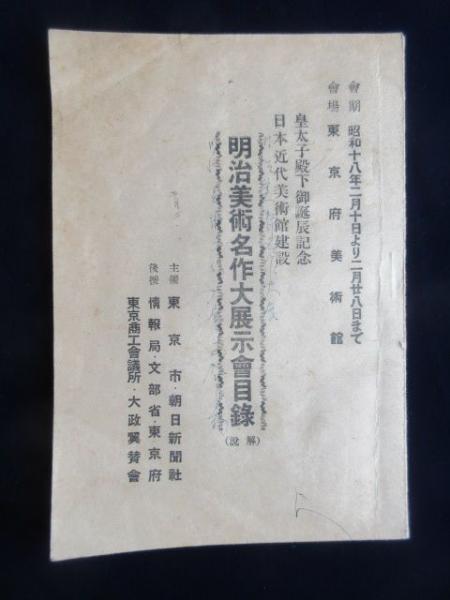 會期 昭和十八年二月十日より二月廿八日まで
會場 東京府美術館
皇太子殿下御誕辰記念
日本近代美術館建設
明治美術名作大展示會目錄
（解説）
主催 東京市・朝日新聞社
後援 情報局・文部省・東京府
東京商工會議所・大政翼賛會